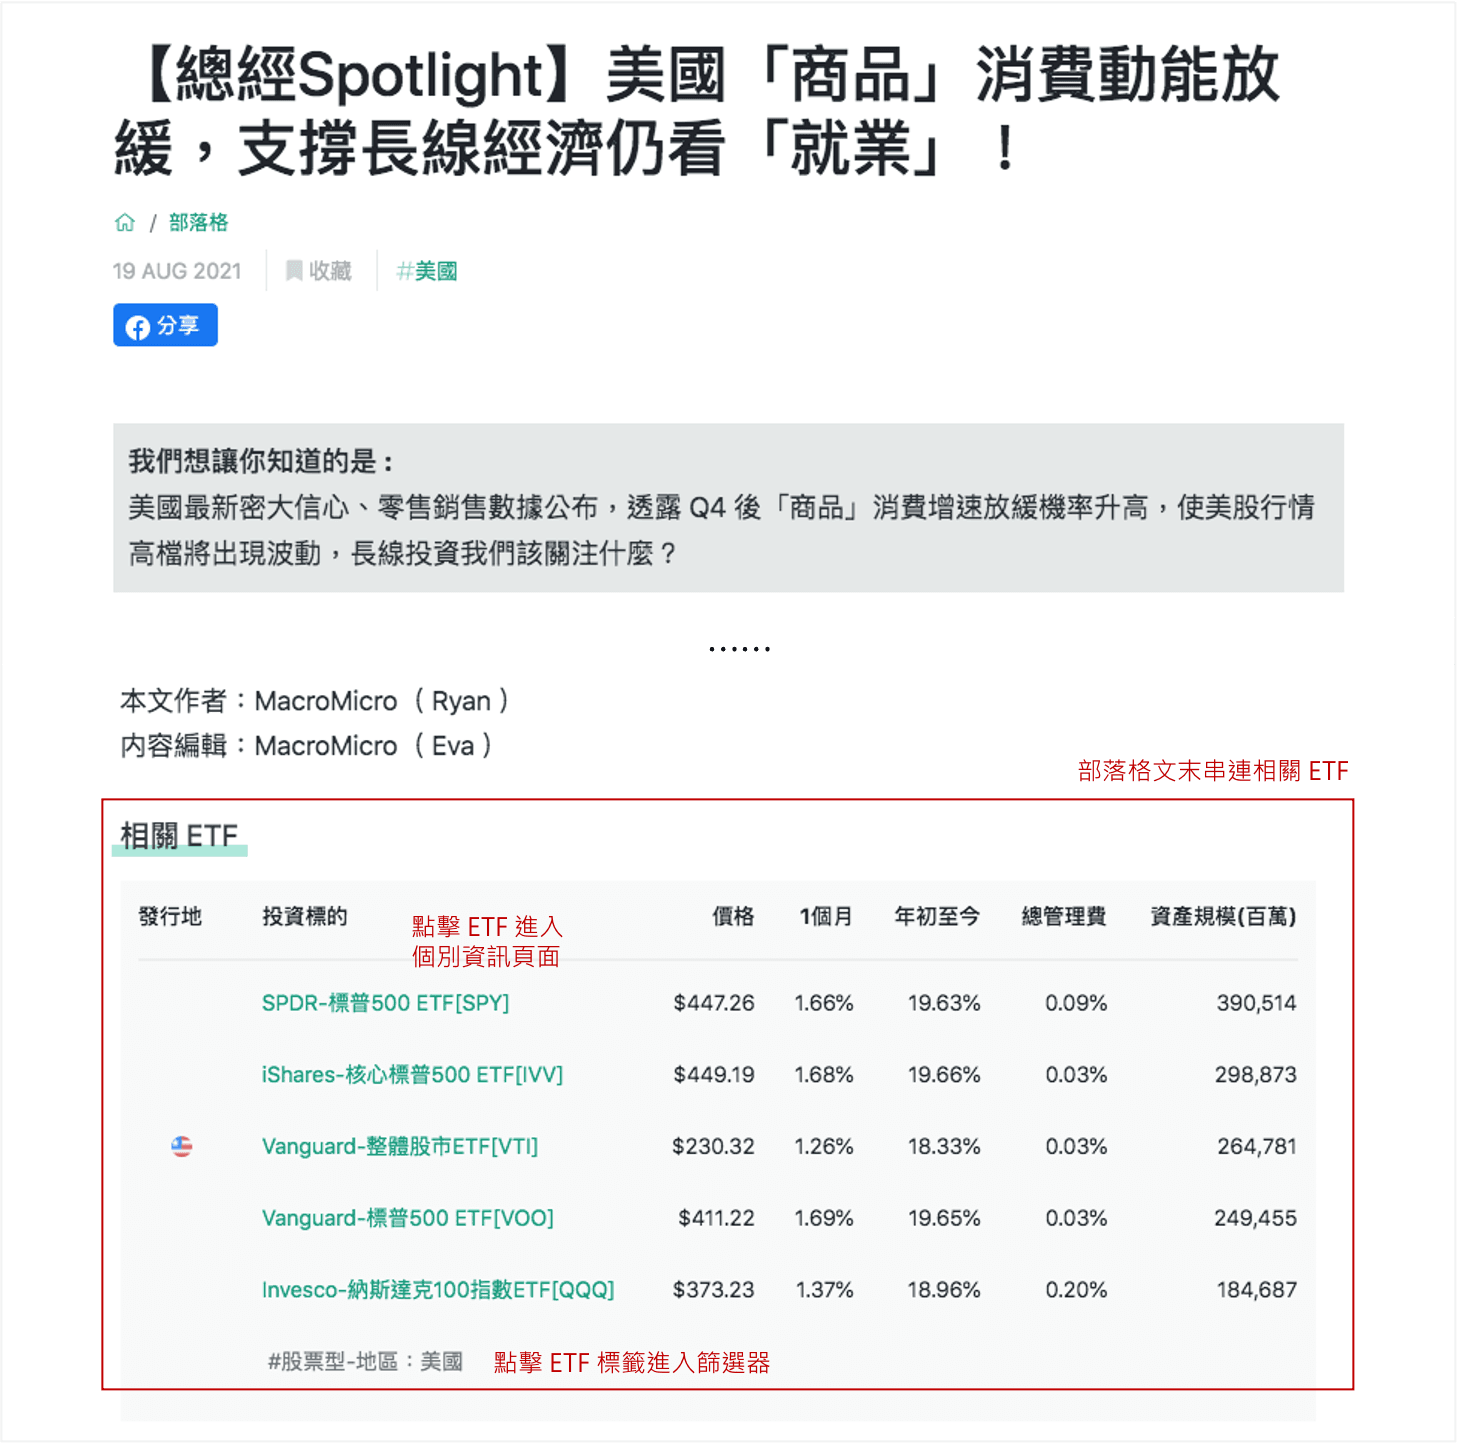 【總經Spotlight】美國「商品」消費動能放
緩，支撐長線經濟仍看「就業」！
/ 部落格
19 AUG 2021 收藏 #美國
分享
我們想讓你知道的是：
美國最新密大信心、零售銷售數據公布，透露 Q4 後「商品」消費增速放緩機率升高，使美股行情
高檔將出現波動，長線投資我們該關注什麼？
......
本文作者：MacroMicro（Ryan）
內容編輯：MacroMicro（Eva）
部落格文末串連相關 ETF
相關 ETF
發行地 投資標的 價格 1個月 年初至今 總管理費 資產規模(百萬)
點擊 ETF 進入
個別資訊頁面
SPDR-標普500 ETF[SPY] $447.26 1.66% 19.63% 0.09% 390,514
iShares-核心標普500 ETF[IVV] $449.19 1.68% 19.66% 0.03% 298,873
Vanguard-整體股市ETF[VTI] $230.32 1.26% 18.33% 0.03% 264,781
Vanguard-標普500 ETF[VOO] $411.22 1.69% 19.65% 0.03% 249,455
Invesco-納斯達克100指數ETF[QQQ] $373.23 1.37% 18.96% 0.20% 184,687
#股票型-地區：美國 點擊 ETF 標籤進入篩選器